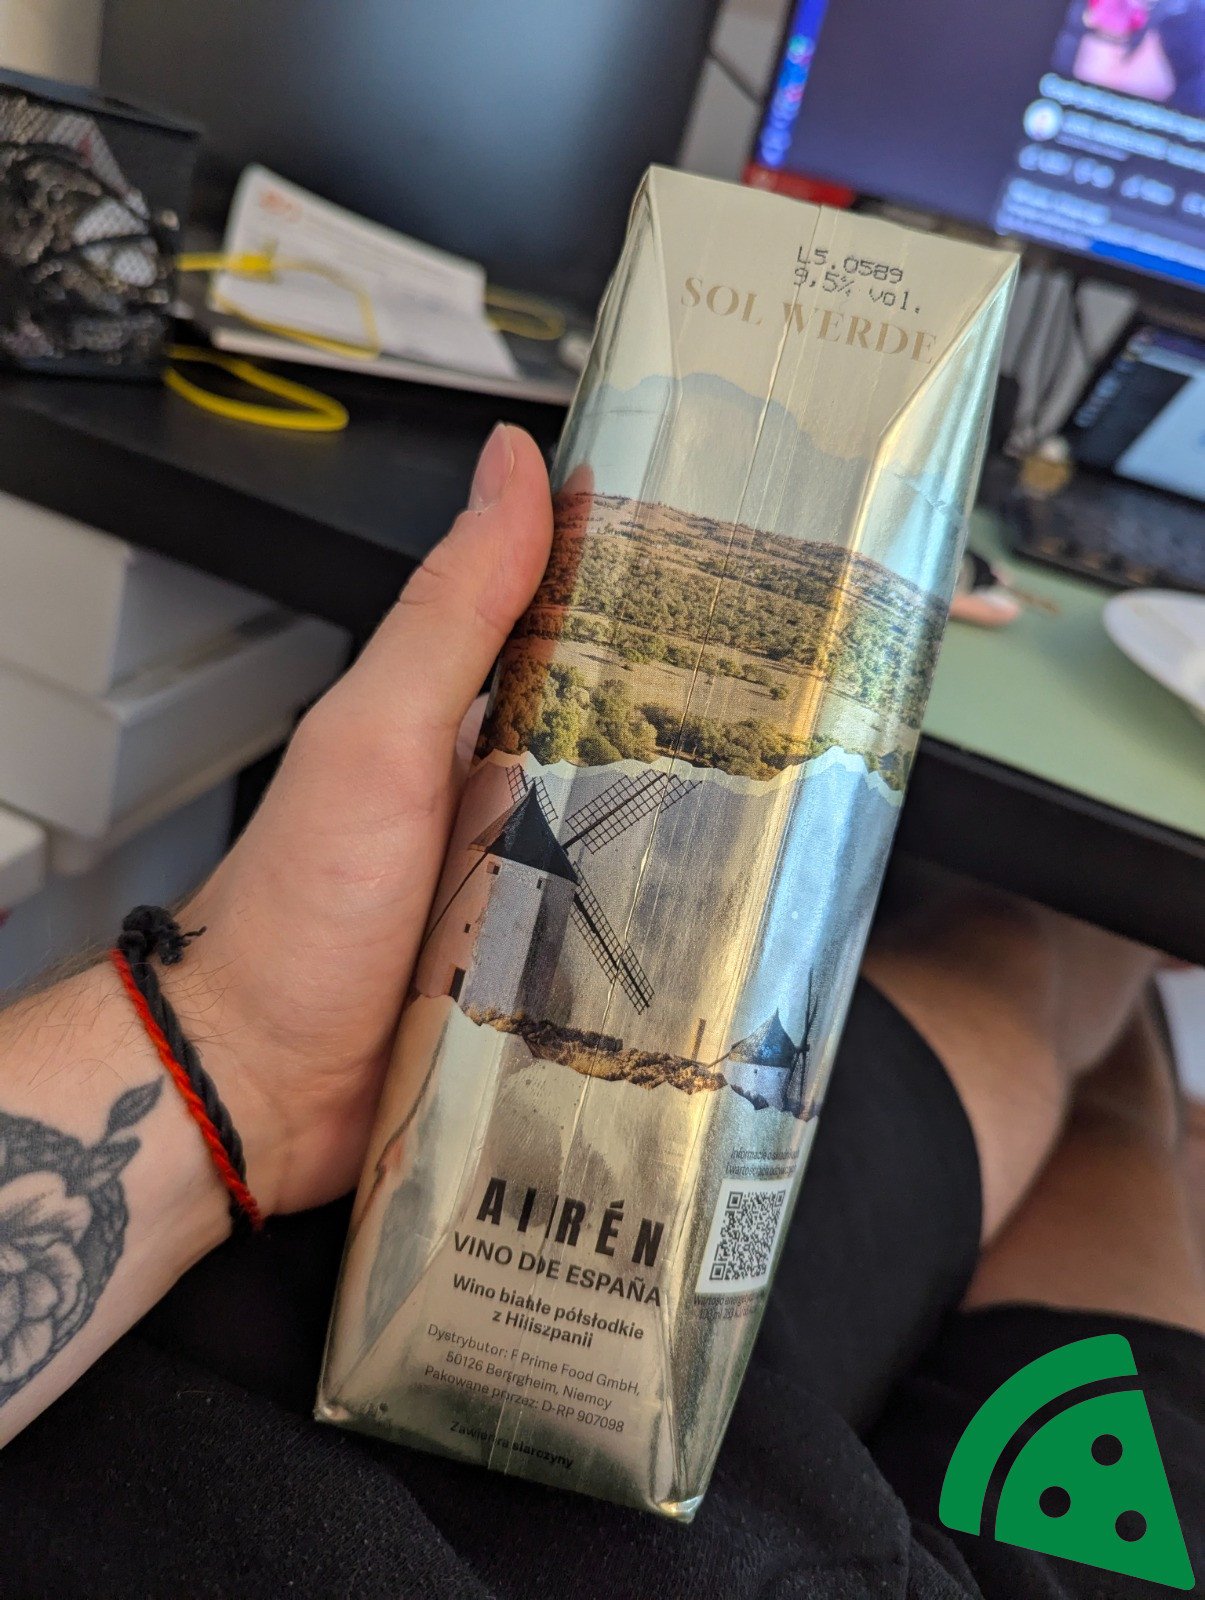 L5.0589
9,5% vol.
SOL VERDE
AIRÉN
VINO DE ESPAÑA
Wino białe półsłodkie
z Hiszpanii
Dystrybutor: Prime Food GmbH,
50126 Bergheim, Niemcy
Pakowane przez: D-RP 907098
Zawiera siarczyny